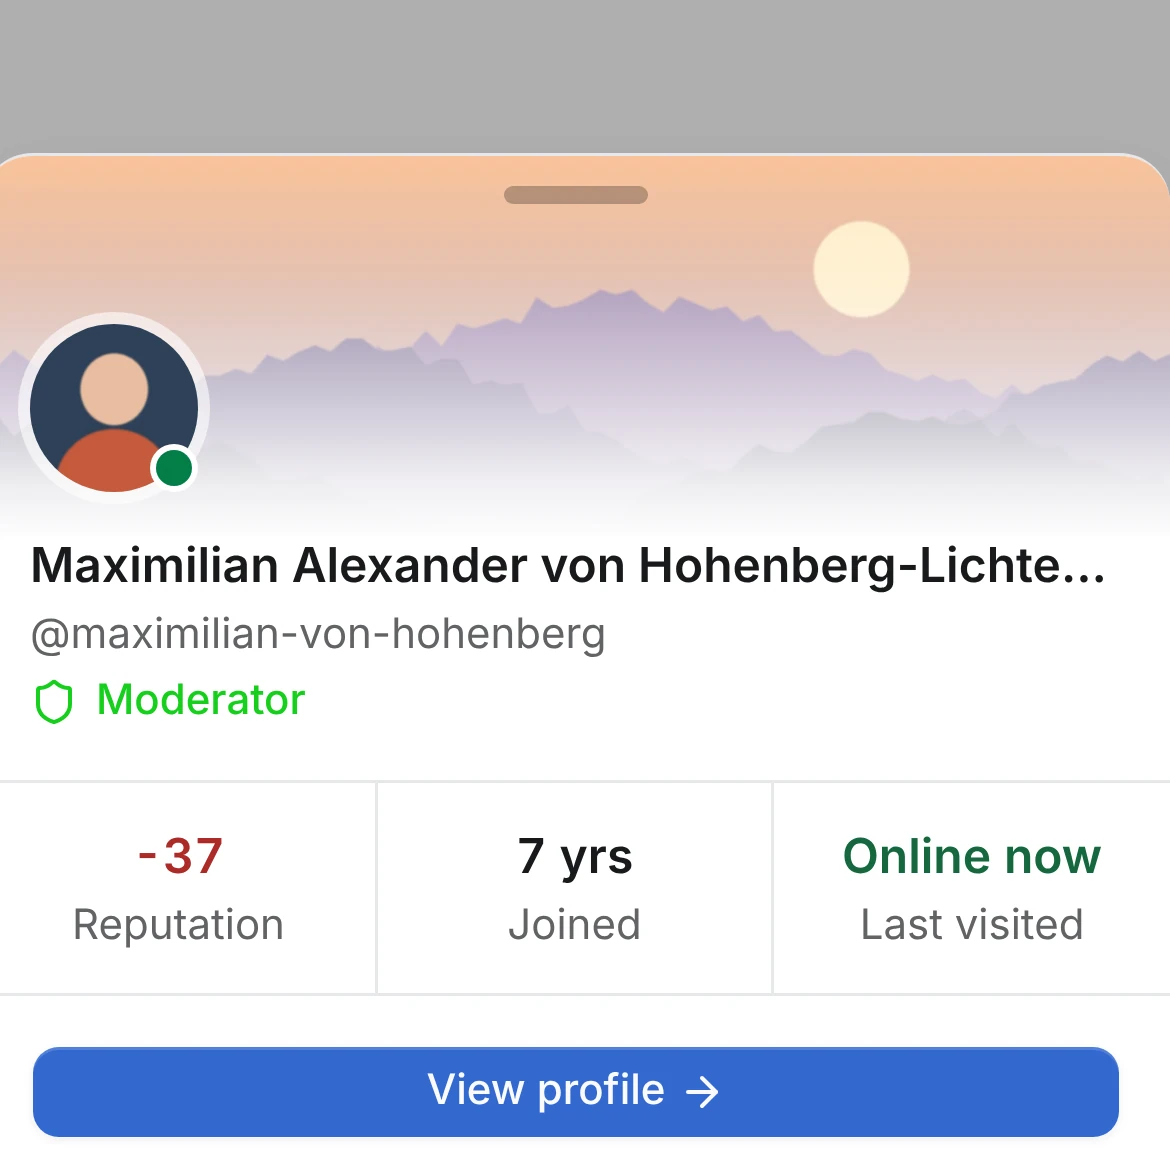 Maximilian Alexander von Hohenberg-Lichte...
@maximilian-von-hohenberg
Moderator
-37
Reputation
7 yrs
Joined
Online now
Last visited
View profile →